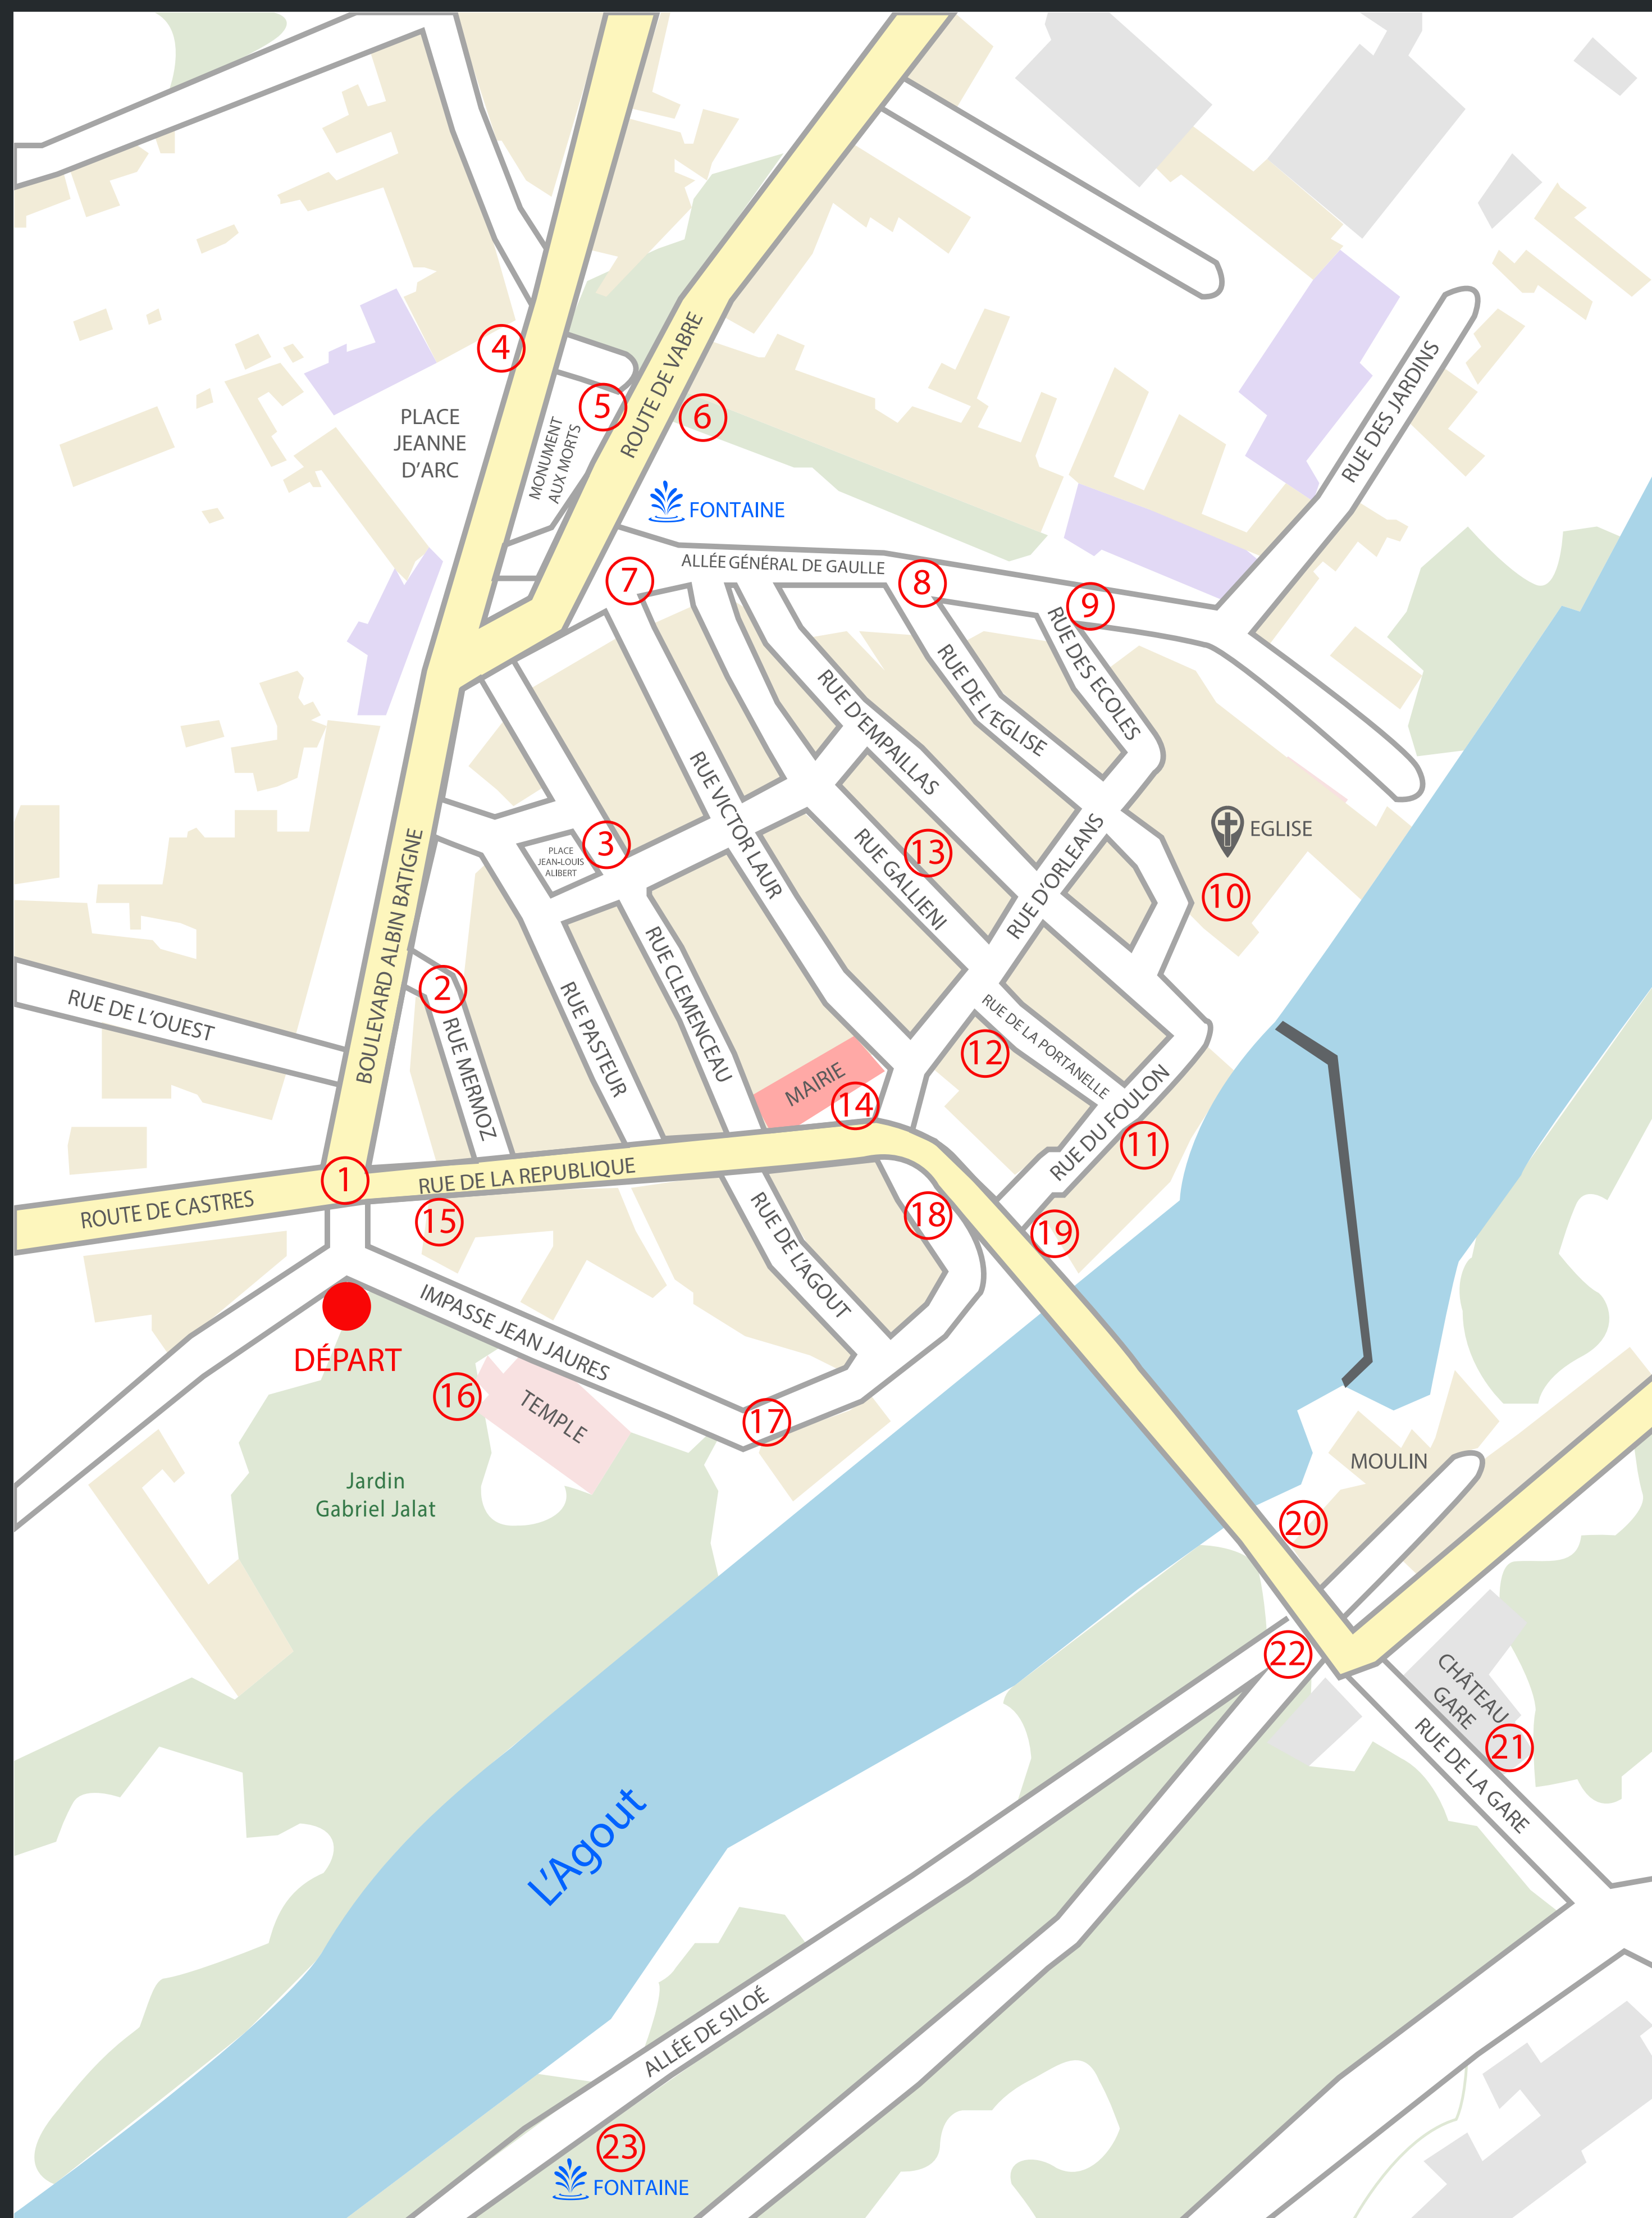 4
PLACE
JEANNE
D'ARC
5
MONUMENT
AUX MORTS
ROUTE DE VABRE
6
FONTAINE
RUE DES JARDINS
7
ALLÉE GÉNÉRAL DE GAULLE
8
9
RUE DES ECOLES
RUE DE L'EGLISE
RUE D'EMPAILLAS
RUE VICTOR LAUR
3
PLACE
JEAN-LOUIS
ALIBERT
13
RUE GALLIENI
RUE D'ORLEANS
EGLISE
10
BOULEVARD ALBIN BATIGNE
2
RUE DE L'OUEST
RUE MERMOZ
RUE PASTEUR
RUE CLEMENCEAU
MAIRIE
14
12
RUE DE LA PORTANELLE
RUE DU FOULON
11
1
ROUTE DE CASTRES
RUE DE LA REPUBLIQUE
15
RUE DE L'AGOUT
18
19
DÉPART
IMPASSE JEAN JAURES
16
TEMPLE
17
Jardin
Gabriel Jalat
MOULIN
20
22
CHÂTEAU
GARE
21
RUE DE LA GARE
L'Agout
ALLÉE DE SILOÉ
23
FONTAINE